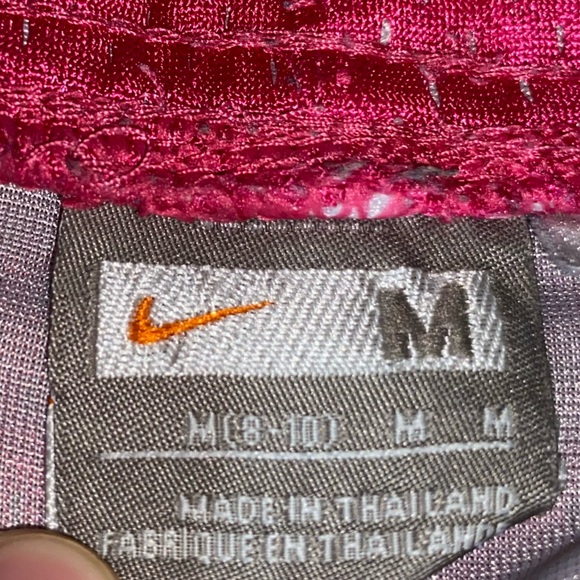 M
M(8-10) M M
MADE IN THAILAND
FABRIQUE EN THAILANDE